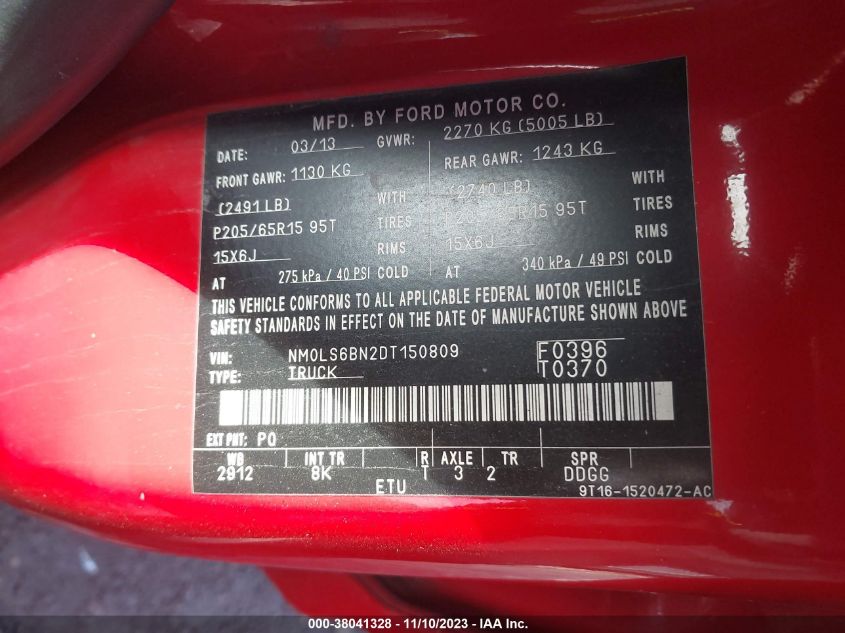 MFD. BY FORD MOTOR CO.
DATE: 03/13 GVWR: 2270 KG (5005 LB)
FRONT GAWR: 1130 KG REAR GAWR: 1243 KG
(2491 LB) WITH (2740 LB) WITH
P205/65R15 95T TIRES P205/65R15 95T TIRES
15X6J RIMS 15X6J RIMS
AT 275 kPa / 40 PSI COLD AT 340 kPa / 49 PSI COLD
THIS VEHICLE CONFORMS TO ALL APPLICABLE FEDERAL MOTOR VEHICLE
SAFETY STANDARDS IN EFFECT ON THE DATE OF MANUFACTURE SHOWN ABOVE
VIN: NM0LS6BN2DT150809 F0396
TYPE: TRUCK T0370
EXT PNT: PQ
WB INT TR R AXLE TR SPR
2912 8K T 3 2 DDGG
ETU 9T16-1520472-AC
000-38041328 - 11/10/2023 - IAA Inc.